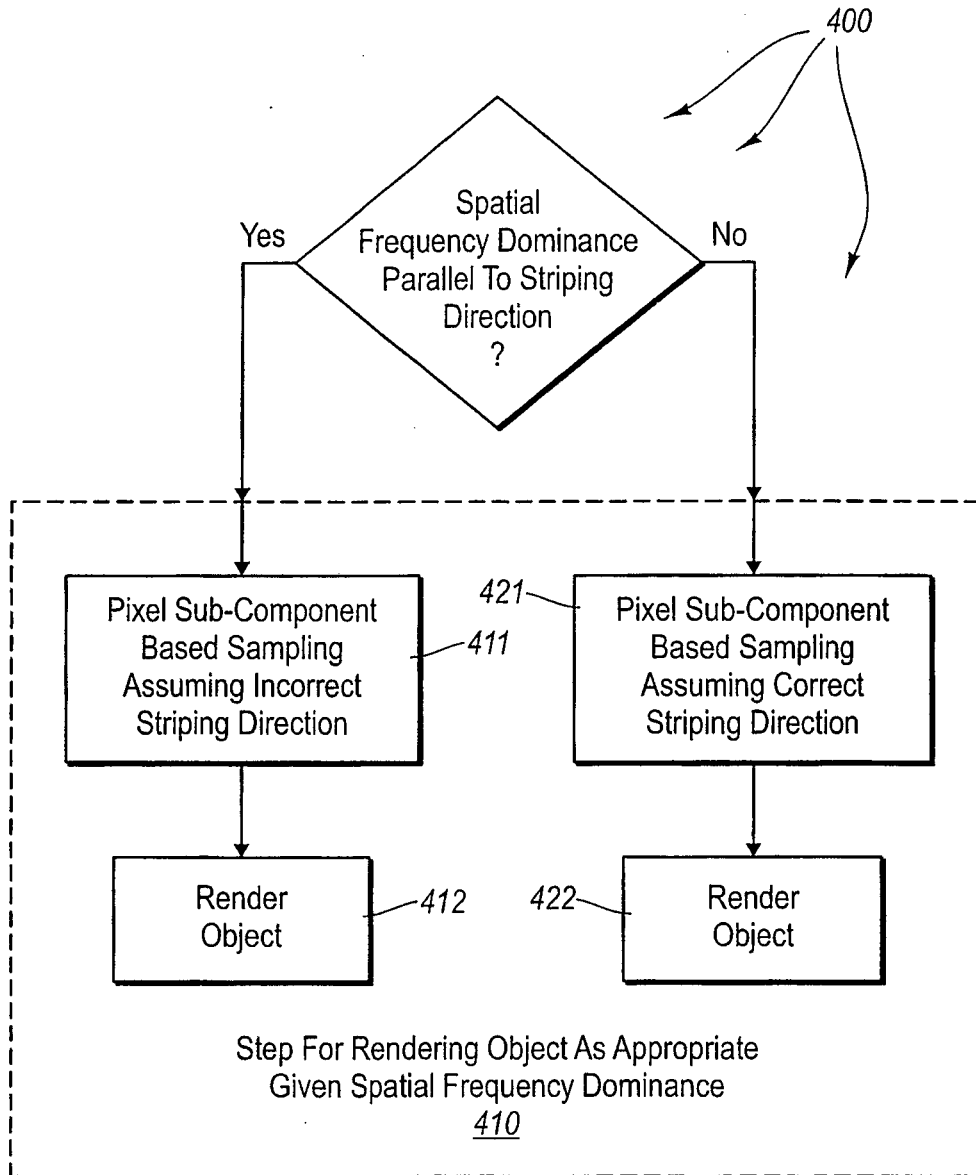 400
Spatial
Frequency Dominance
Parallel To Striping
Direction
?
Yes
No
Pixel Sub-Component
Based Sampling
Assuming Incorrect
Striping Direction
411
421
Pixel Sub-Component
Based Sampling
Assuming Correct
Striping Direction
Render
Object
412
422
Render
Object
Step For Rendering Object As Appropriate
Given Spatial Frequency Dominance
410